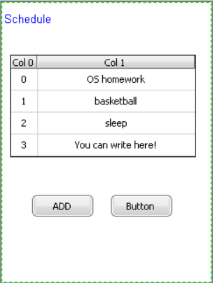 Schedule
Col 0 Col 1
0 OS homework
1 basketball
2 sleep
3 You can write here!
ADD Button